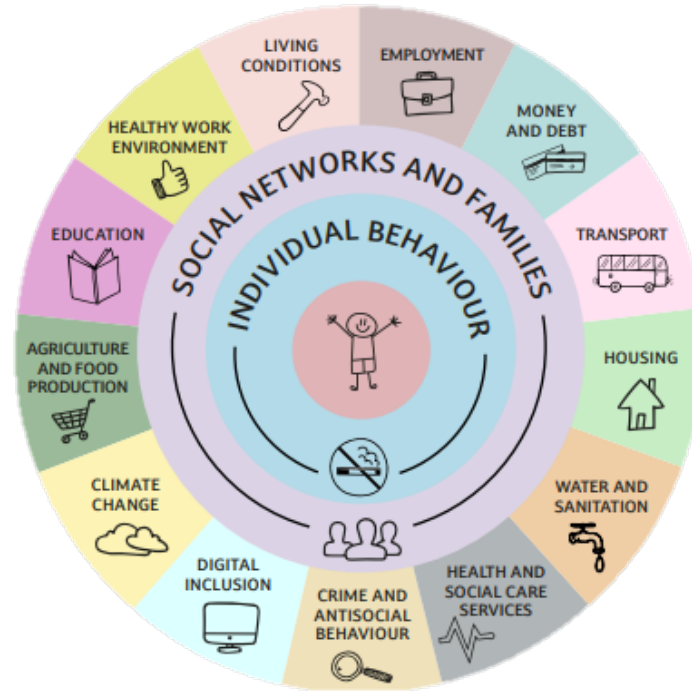 LIVING
CONDITIONS
EMPLOYMENT
MONEY
AND DEBT
TRANSPORT
HOUSING
WATER AND
SANITATION
HEALTH AND
SOCIAL CARE
SERVICES
CRIME AND
ANTISOCIAL
BEHAVIOUR
DIGITAL
INCLUSION
CLIMATE
CHANGE
AGRICULTURE
AND FOOD
PRODUCTION
EDUCATION
HEALTHY WORK
ENVIRONMENT
SOCIAL NETWORKS AND FAMILIES
INDIVIDUAL BEHAVIOUR